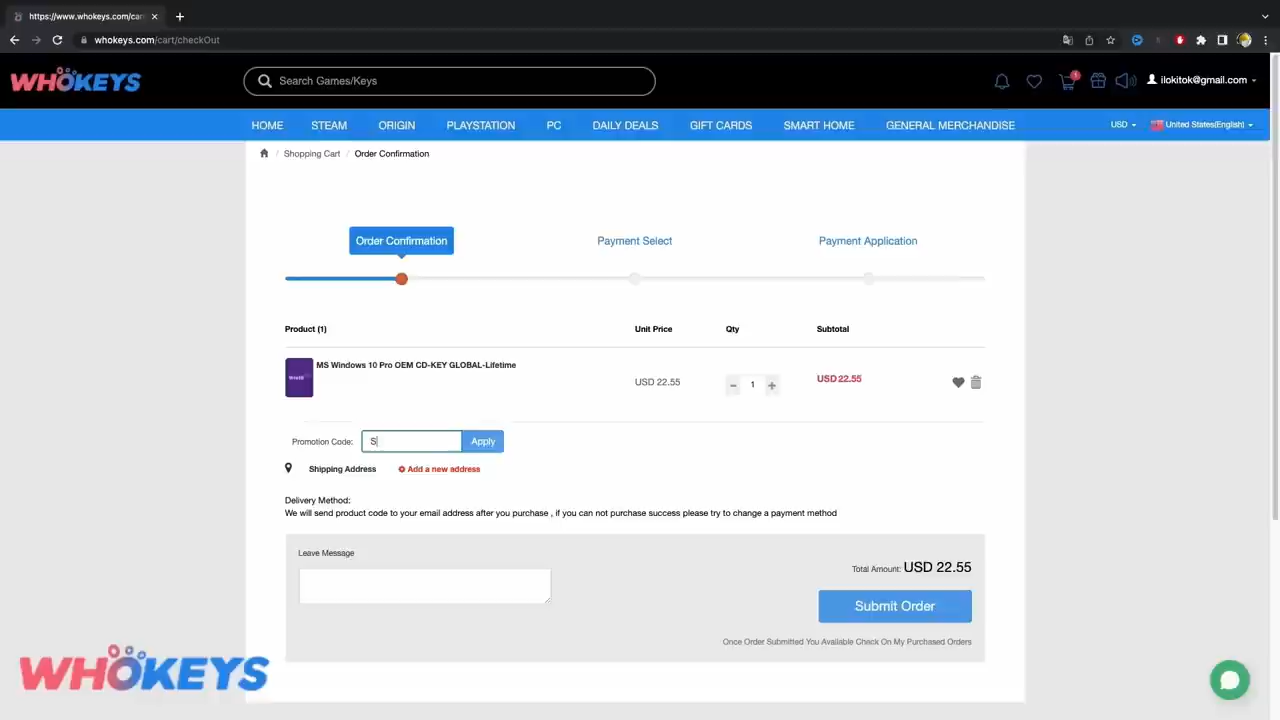 https://www.whokeys.com/car
whokeys.com/cart/checkOut
WHOKEYS
Search Games/Keys
1
ilokitok@gmail.com
HOME STEAM ORIGIN PLAYSTATION PC DAILY DEALS GIFT CARDS SMART HOME GENERAL MERCHANDISE
USD
United States(English)
/ Shopping Cart / Order Confirmation
Order Confirmation
Payment Select
Payment Application
Product (1) Unit Price Qty Subtotal
MS Windows 10 Pro OEM CD-KEY GLOBAL-Lifetime
USD 22.55
- 1 +
USD 22.55
Promotion Code: S Apply
Shipping Address Add a new address
Delivery Method:
We will send product code to your email address after you purchase , if you can not purchase success please try to change a payment method
Leave Message
Total Amount: USD 22.55
Submit Order
Once Order Submitted You Available Check On My Purchased Orders
WHOKEYS